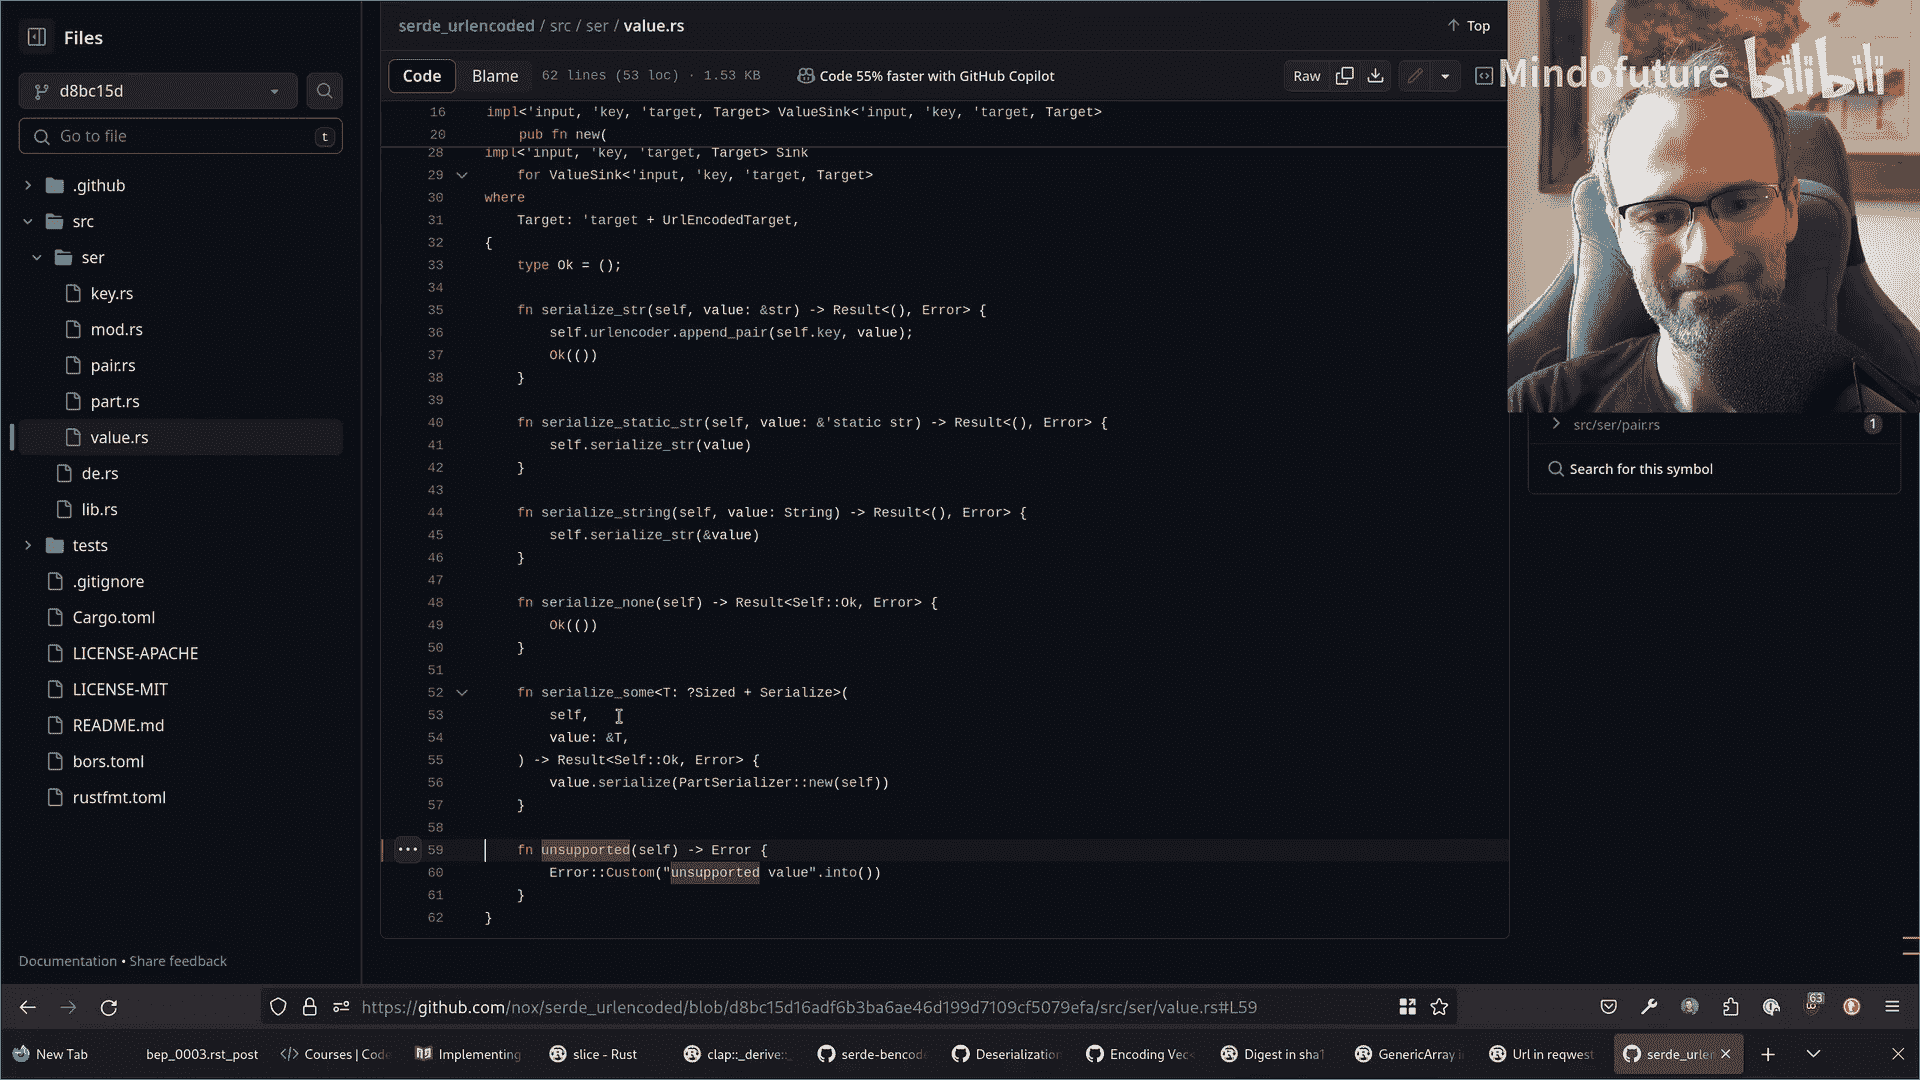 Files
serde_urlencoded / src / ser / value.rs
Top
d8bc15d
Code
Blame
62 lines (53 loc) · 1.53 KB
Code 55% faster with GitHub Copilot
Raw
Mindofuture bilibili
Go to file
t
.github
src
ser
key.rs
mod.rs
pair.rs
part.rs
value.rs
de.rs
lib.rs
tests
.gitignore
Cargo.toml
LICENSE-APACHE
LICENSE-MIT
README.md
bors.toml
rustfmt.toml
Documentation • Share feedback
16 impl<'input, 'key, 'target, Target> ValueSink<'input, 'key, 'target, Target>
20 pub fn new(
28 impl<'input, 'key, 'target, Target> Sink
29 for ValueSink<'input, 'key, 'target, Target>
30 where
31 Target: 'target + UrlEncodedTarget,
32 {
33 type Ok = ();
34
35 fn serialize_str(self, value: &str) -> Result<(), Error> {
36 self.urlencoder.append_pair(self.key, value);
37 Ok(())
38 }
39
40 fn serialize_static_str(self, value: &'static str) -> Result<(), Error> {
41 self.serialize_str(value)
42 }
43
44 fn serialize_string(self, value: String) -> Result<(), Error> {
45 self.serialize_str(&value)
46 }
47
48 fn serialize_none(self) -> Result<Self::Ok, Error> {
49 Ok(())
50 }
51
52 fn serialize_some<T: ?Sized + Serialize>(
53 self,
54 value: &T,
55 ) -> Result<Self::Ok, Error> {
56 value.serialize(PartSerializer::new(self))
57 }
58
59 fn unsupported(self) -> Error {
60 Error::Custom("unsupported value".into())
61 }
62 }
src/ser/pair.rs 1
Search for this symbol
https://github.com/nox/serde_urlencoded/blob/d8bc15d16adf6b3ba6ae46d199d7109cf5079efa/src/ser/value.rs#L59
63
New Tab
bep_0003.rst_post
Courses | Cod
Implementing
slice - Rust
clap::_derive::
serde-bencod
Deserializatio
Encoding Vec
Digest in sha1
GenericArray i
Url in reqwest
serde_urler